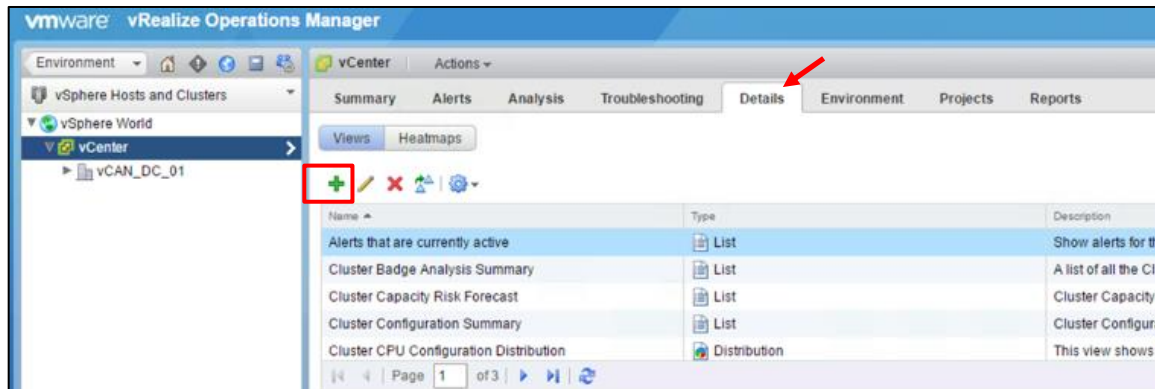 vmware vRealize Operations Manager
Environment
vCenter Actions
vSphere Hosts and Clusters
Summary Alerts Analysis Troubleshooting Details Environment Projects Reports
vSphere World
Views Heatmaps
vCenter
vCAN_DC_01
Name Type Description
Alerts that are currently active List Show alerts for
Cluster Badge Analysis Summary List A list of all the
Cluster Capacity Risk Forecast List Cluster Capacity
Cluster Configuration Summary List Cluster
Cluster CPU Configuration Distribution Distribution This view shows
Page 1 of 3